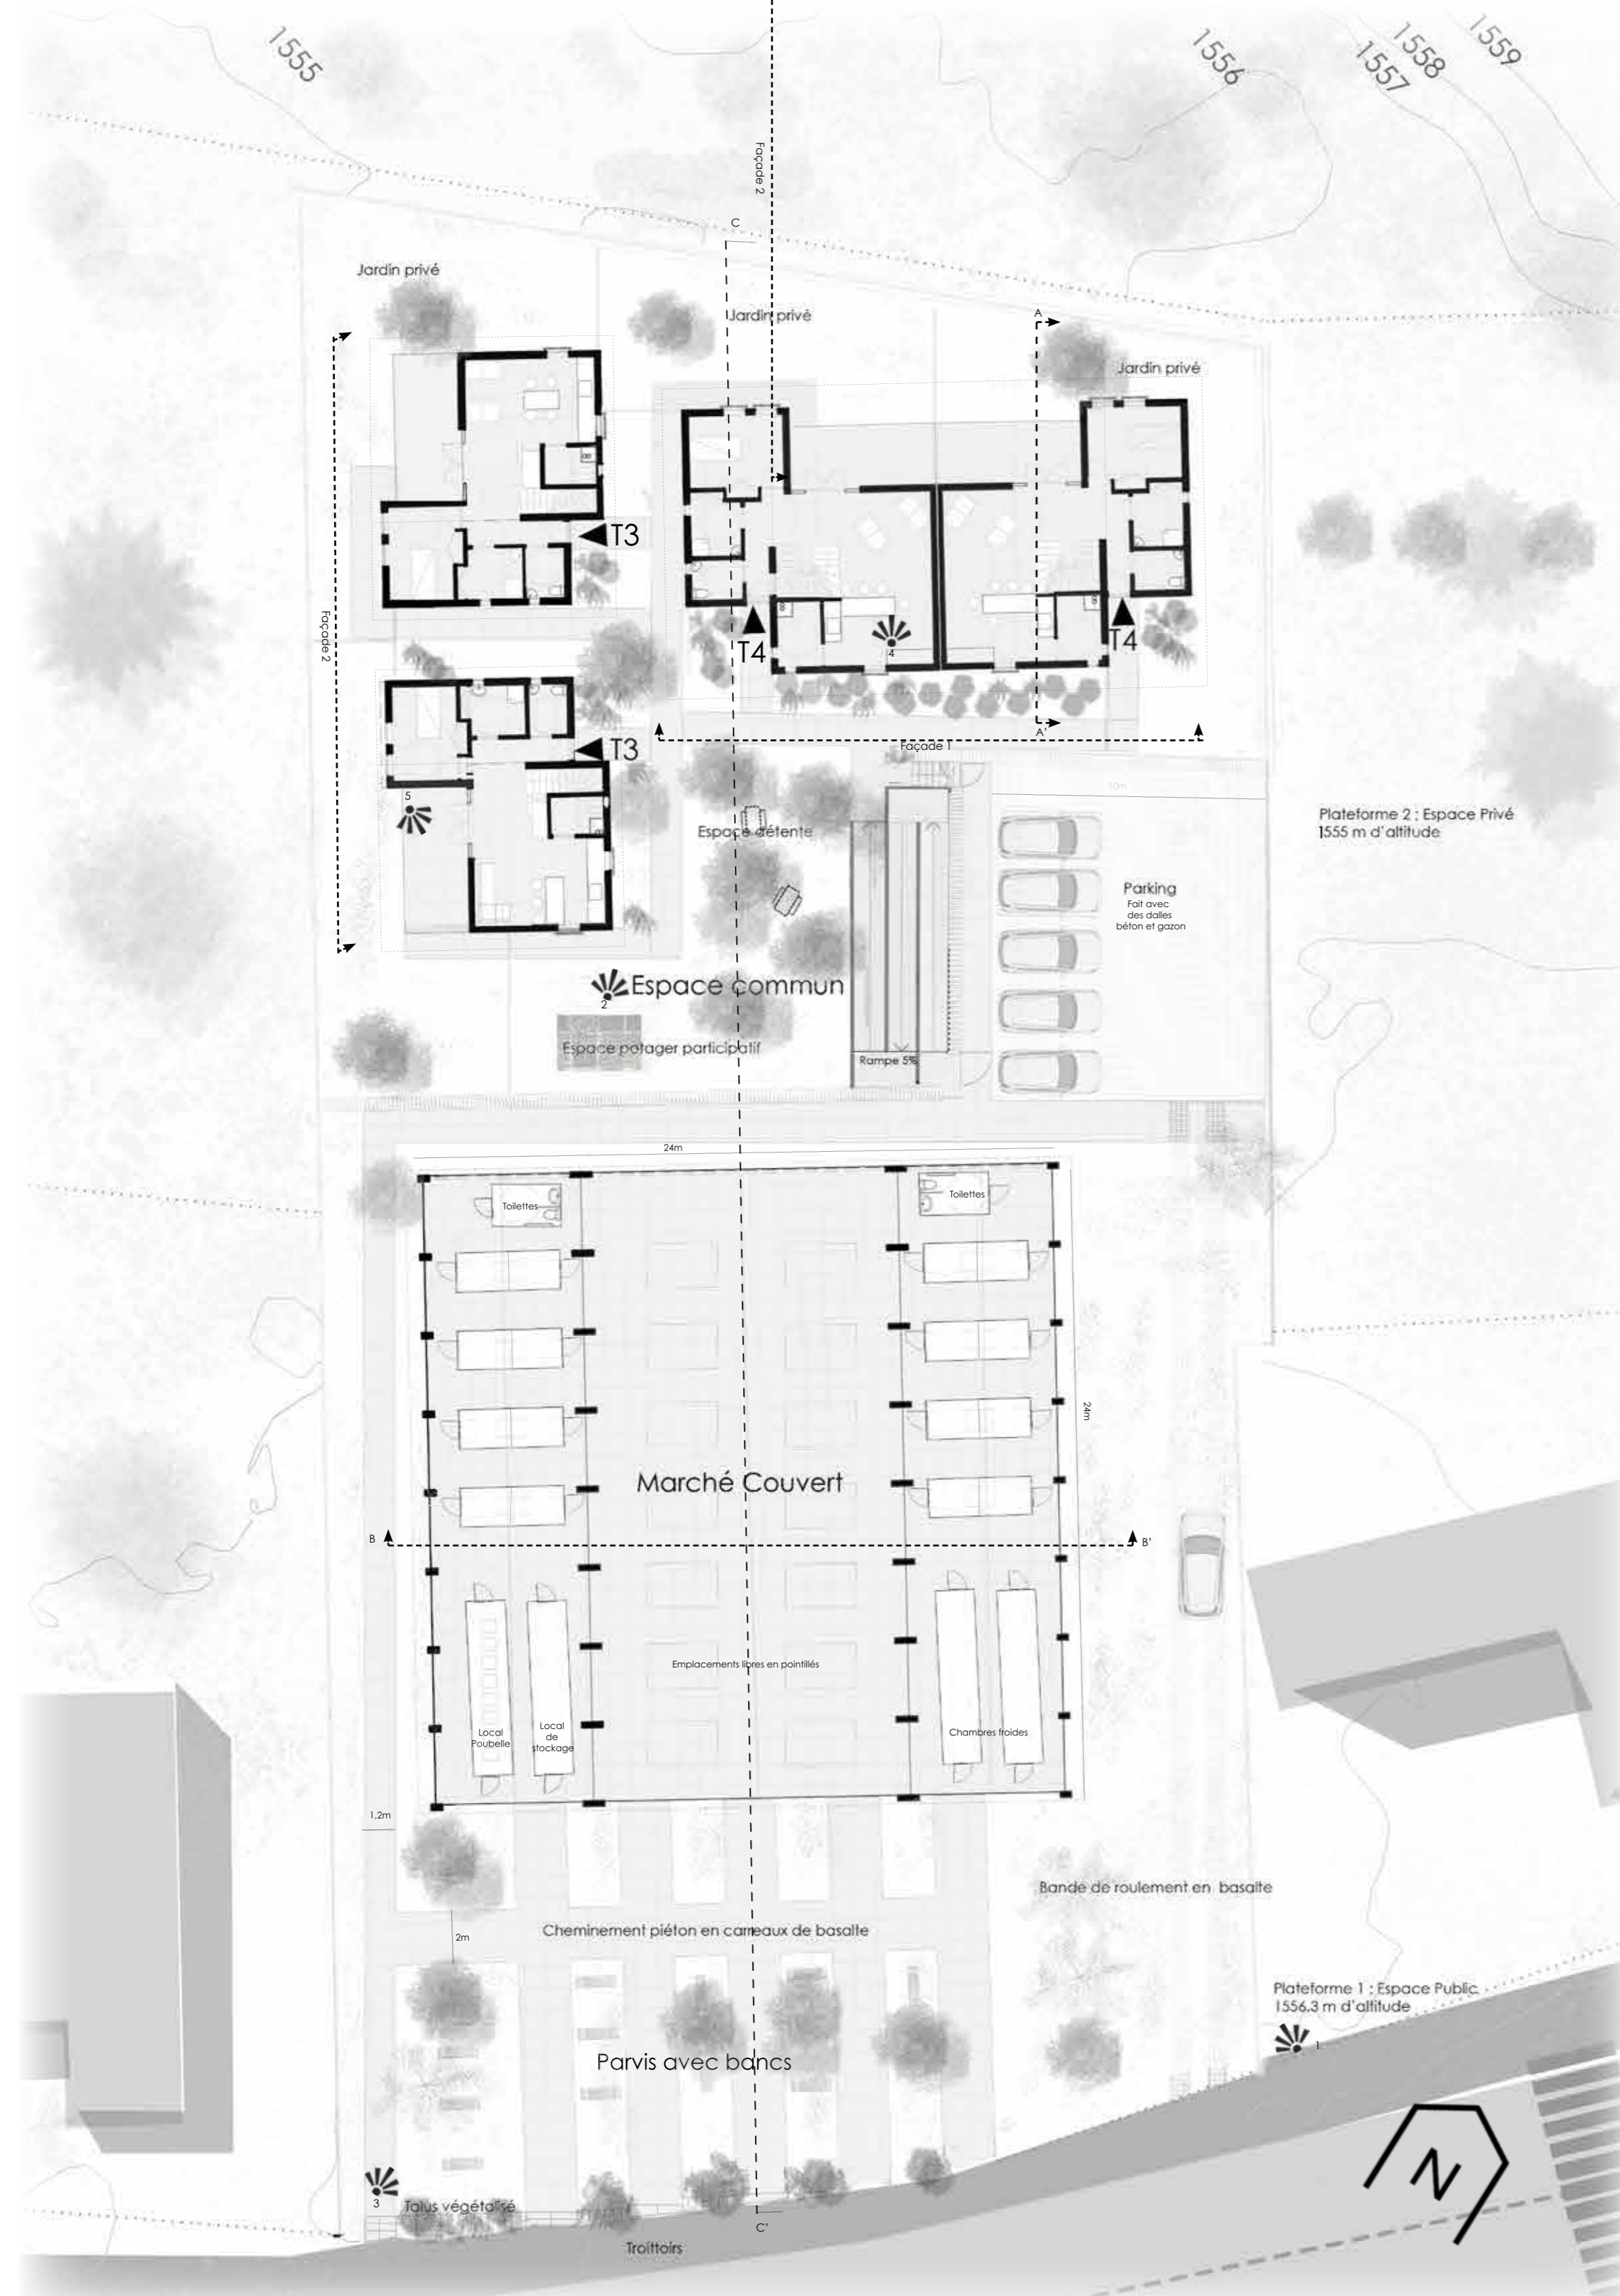 1555
1556
1557
1558
1559
Façade 2
C
Jardin privé
Jardin privé
A
Jardin privé
T3
Façade 2
T4
4
T4
T3
A'
Façade 1
5
10m
Espace détente
Plateforme 2 : Espace Privé
1555 m d'altitude
Parking
Fait avec
des dalles
béton et gazon
Espace commun
2
Espace potager participatif
Rampe 5%
24m
Toilettes
Toilettes
24m
Marché Couvert
B
B'
Emplacements libres en pointillés
Local
Poubelle
Local
de
stockage
Chambres froides
1.2m
Bande de roulement en basalte
Cheminement piéton en carreaux de basalte
2m
Plateforme 1 : Espace Public
1556.3 m d'altitude
1
Parvis avec bancs
N
3
Talus végétalisé
C'
Troittoirs